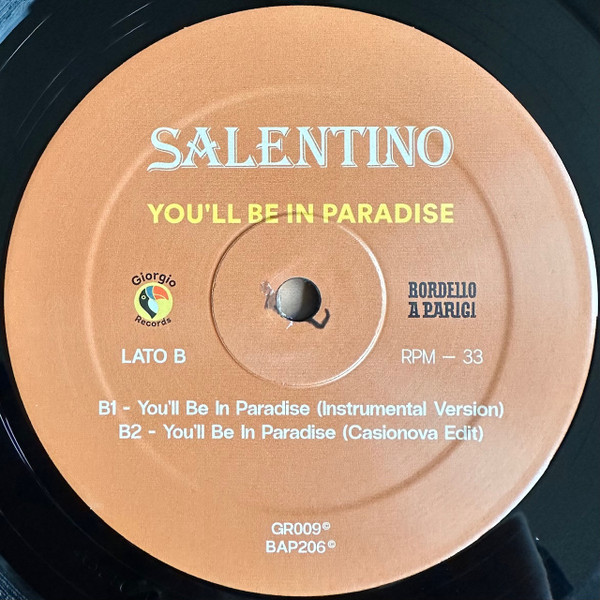 SALENTINO
YOU'LL BE IN PARADISE
Giorgio
Records
BORDELLO
A PARIGI
LATO B
RPM — 33
B1 - You'll Be In Paradise (Instrumental Version)
B2 - You'll Be In Paradise (Casionova Edit)
GR009©
BAP206©